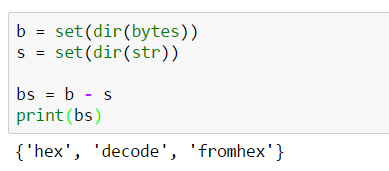 b = set(dir(bytes))
s = set(dir(str))
bs = b - s
print(bs)
{'hex', 'decode', 'fromhex'}